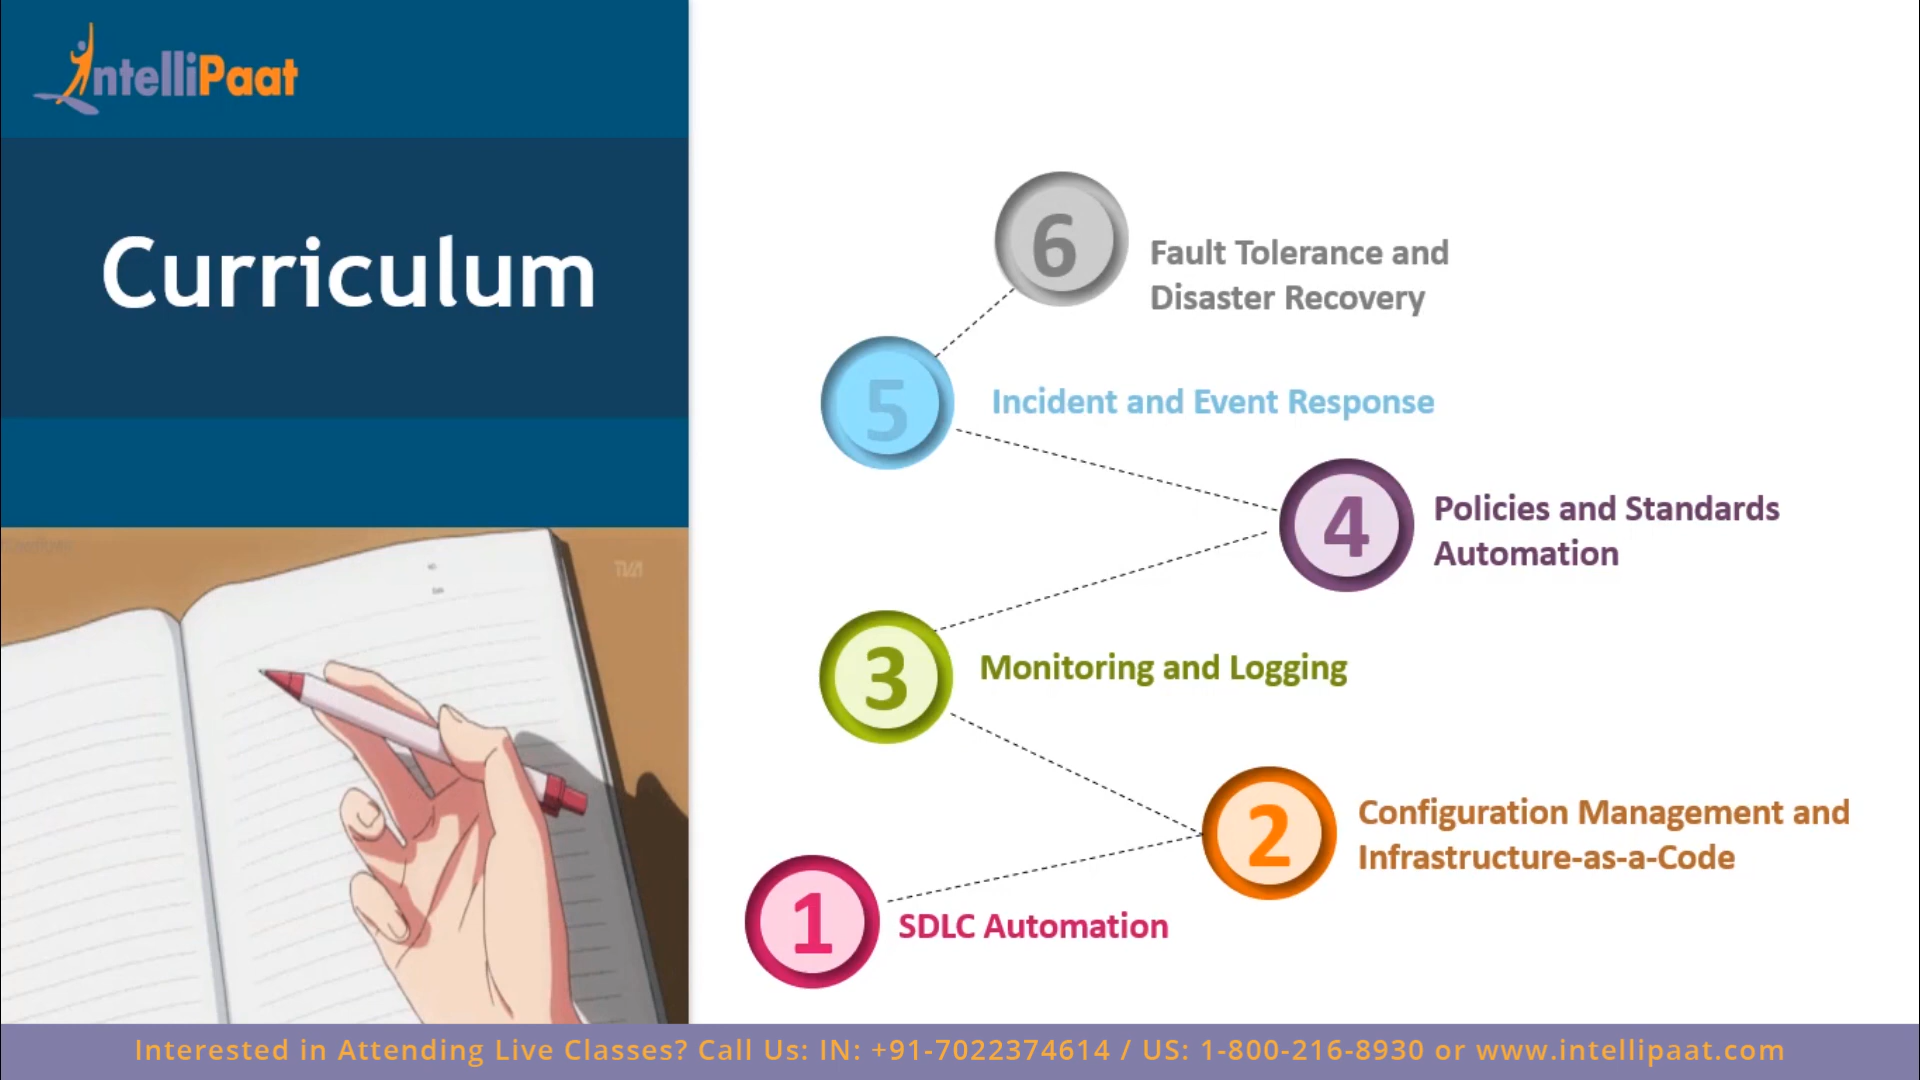 IntelliPaat
Curriculum
TVA
6
Fault Tolerance and
Disaster Recovery
5
Incident and Event Response
4
Policies and Standards
Automation
3
Monitoring and Logging
2
Configuration Management and
Infrastructure-as-a-Code
1
SDLC Automation
Interested in Attending Live Classes? Call Us: IN: +91-7022374614 / US: 1-800-216-8930 or www.intellipaat.com